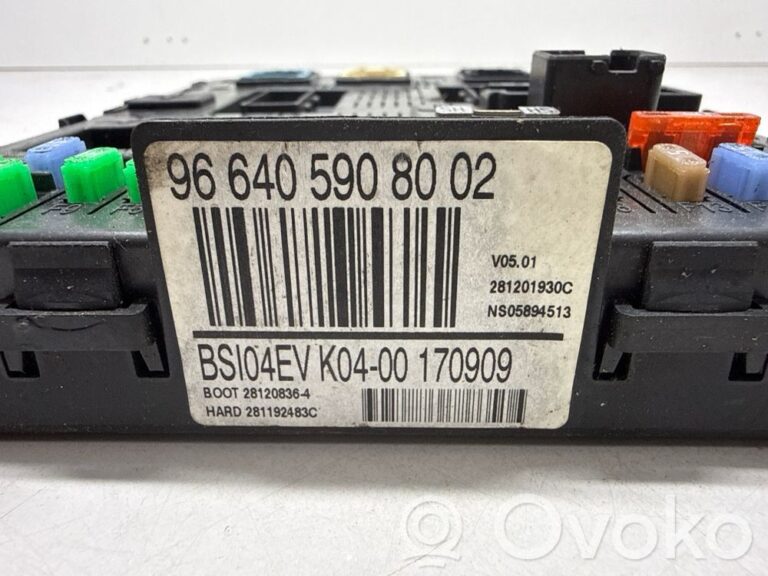 96 640 590 80 02
V05.01
281201930C
NS05894513
BSI04EV K04-00 170909
BOOT 28120836-4
HARD 281192483C
Ovoko